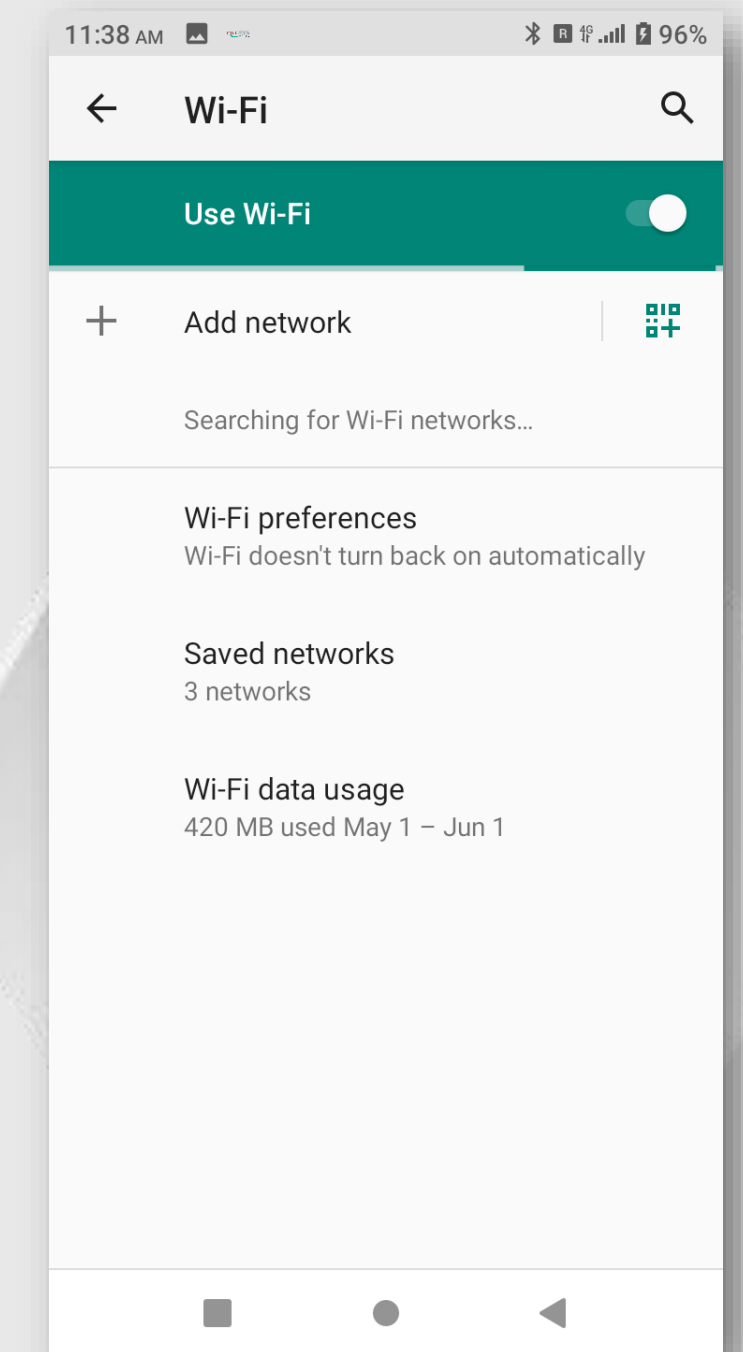 11:38 AM R 4G 96%
Wi-Fi
Use Wi-Fi
Add network
Searching for Wi-Fi networks…
Wi-Fi preferences
Wi-Fi doesn't turn back on automatically
Saved networks
3 networks
Wi-Fi data usage
420 MB used May 1 – Jun 1